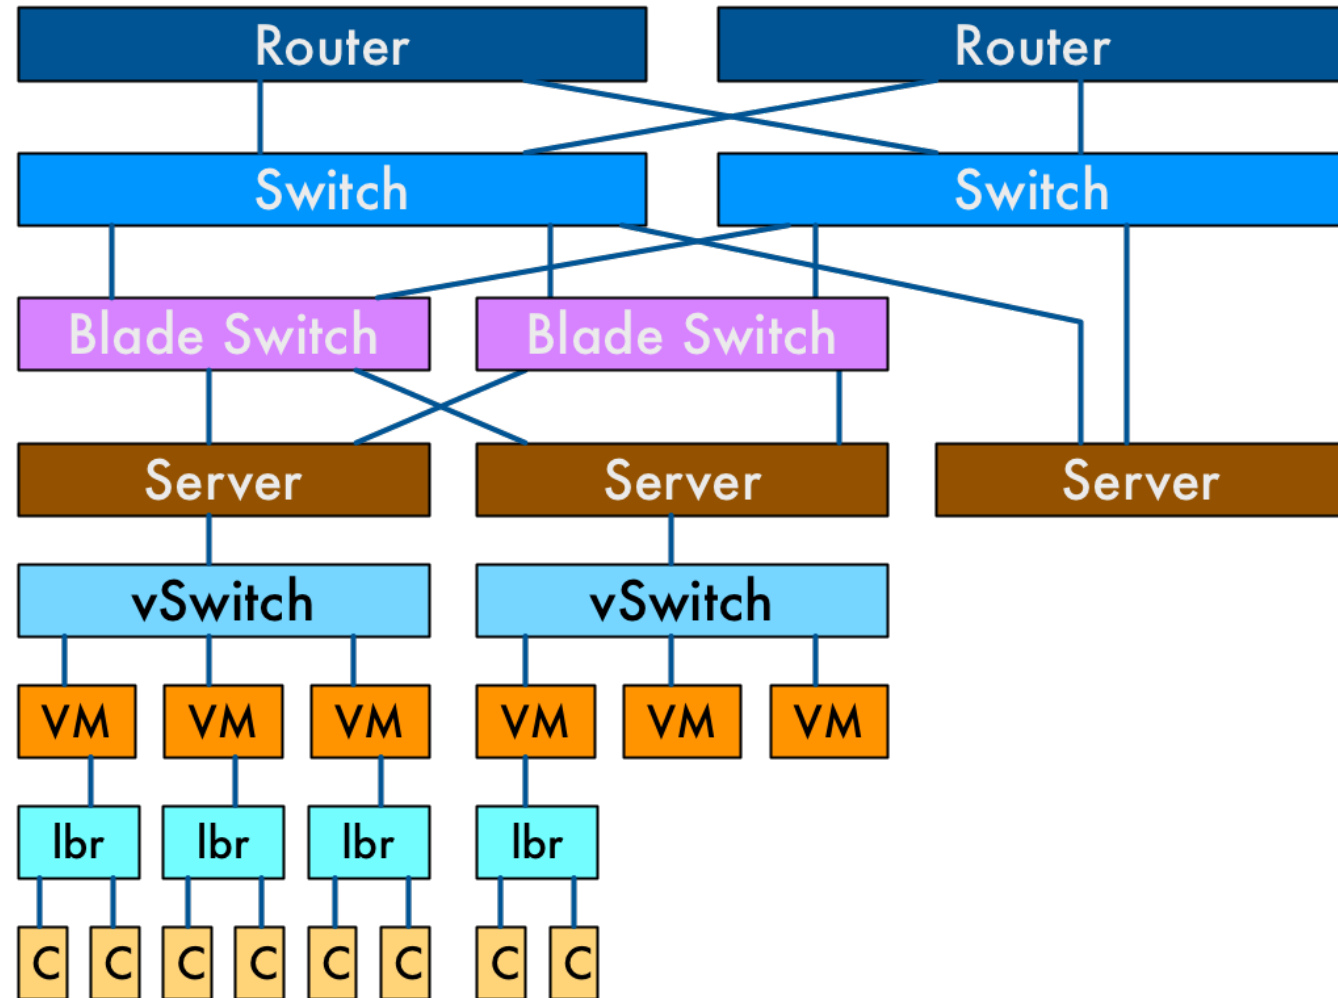 Router Router
Switch Switch
Blade Switch Blade Switch
Server Server Server
vSwitch vSwitch
VM VM VM VM VM VM
lbr lbr lbr lbr
C C C C C C C C